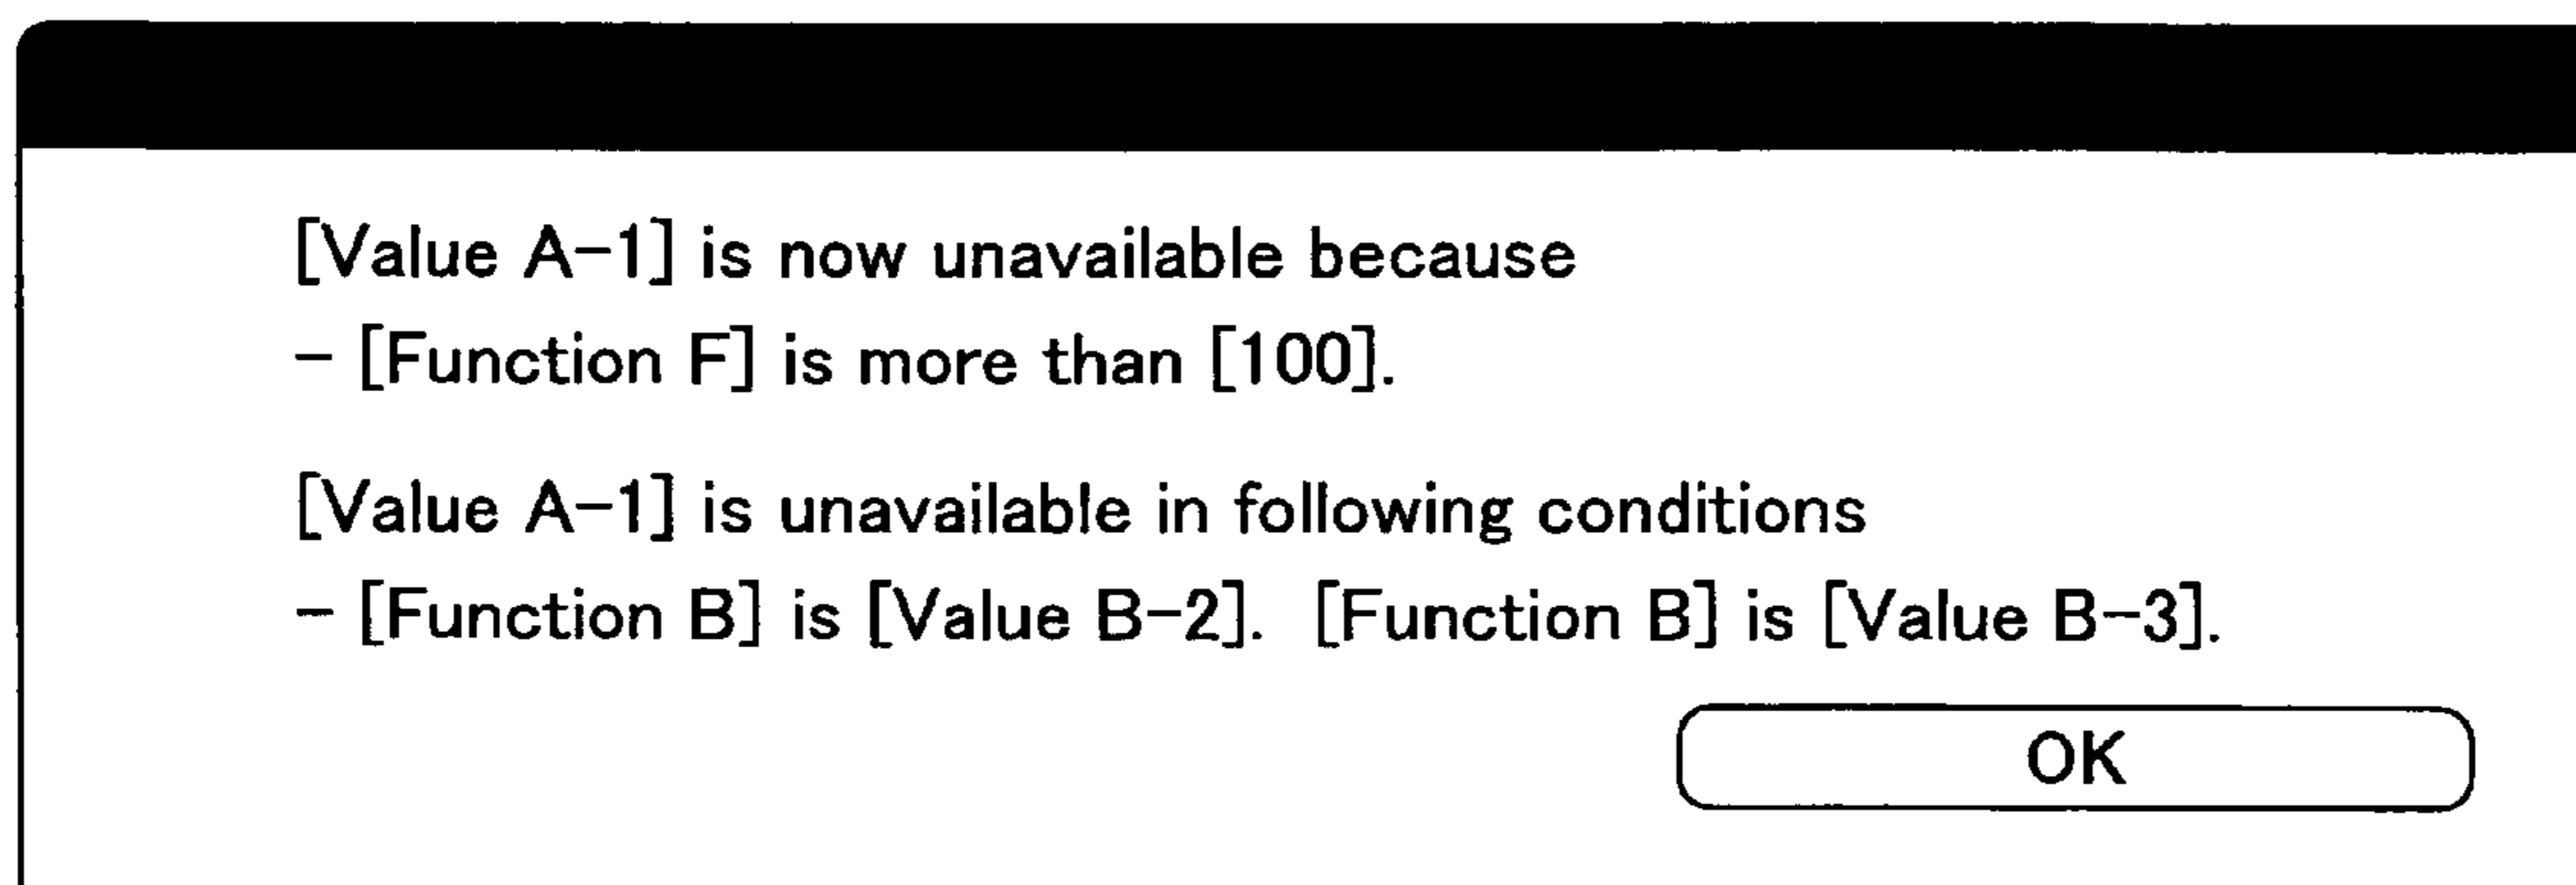 [Value A-1] is now unavailable because
- [Function F] is more than [100].
[Value A-1] is unavailable in following conditions
- [Function B] is [Value B-2].  [Function B] is [Value B-3].
OK